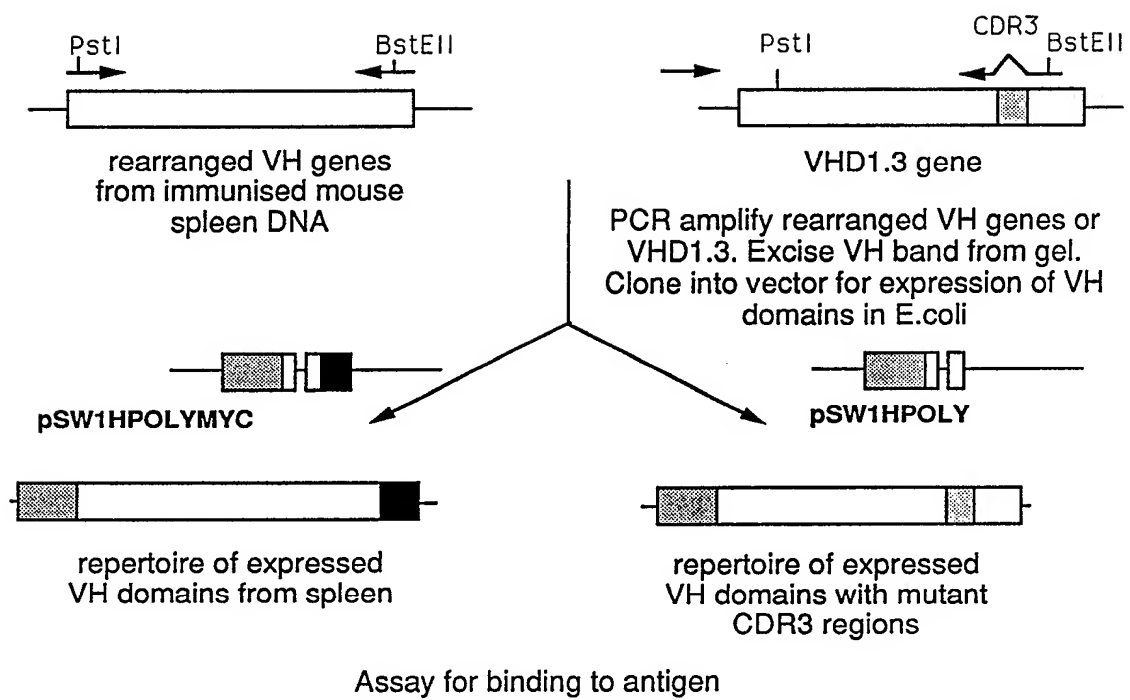 PstI
BstEII
rearranged VH genes
from immunised mouse
spleen DNA
PstI
CDR3
BstEII
VHD1.3 gene
PCR amplify rearranged VH genes or
VHD1.3. Excise VH band from gel.
Clone into vector for expression of VH
domains in E.coli
pSW1HPOLYMYC
pSW1HPOLY
repertoire of expressed
VH domains from spleen
repertoire of expressed
VH domains with mutant
CDR3 regions
Assay for binding to antigen